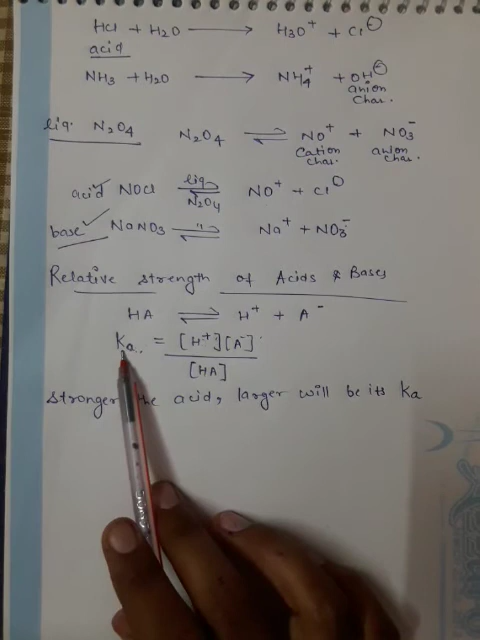 HCl + H2O ⟶ H3O⁺ + Cl⊖
acid
NH3 + H2O ⟶ NH4⁺ + OH⊖
anion
Char.
liq. N2O4 N2O4 ⇌ NO⁺ + NO3⁻
Cation anion
char. char.
acid✓ NOCl liq N2O4 ⇌ NO⁺ + Cl⊖
base✓ NaNO3 " ⇌ Na⁺ + NO3⁻
Relative strength of Acids & Bases
HA ⇌ H⁺ + A⁻
Ka.. = [H⁺][A⁻]
[HA]
stronger the acid, larger will be its Ka